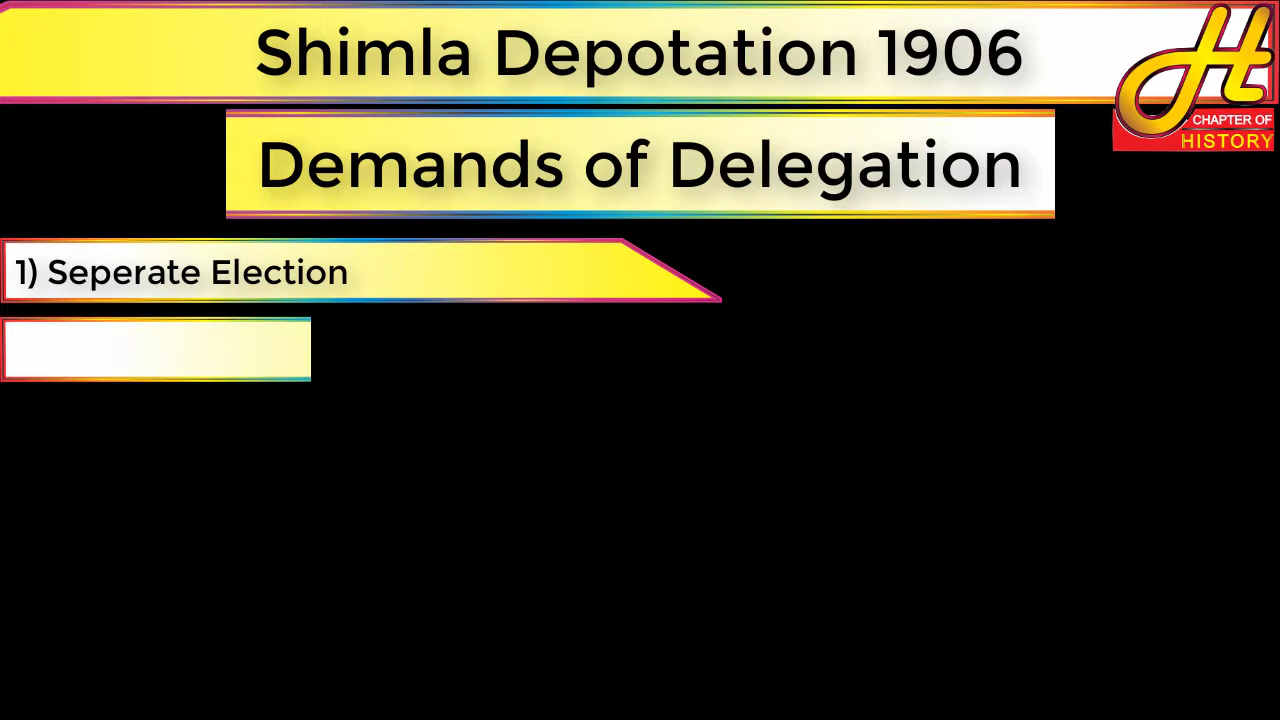 Shimla Depotation 1906
CHAPTER OF
HISTORY
Demands of Delegation
1) Seperate Election